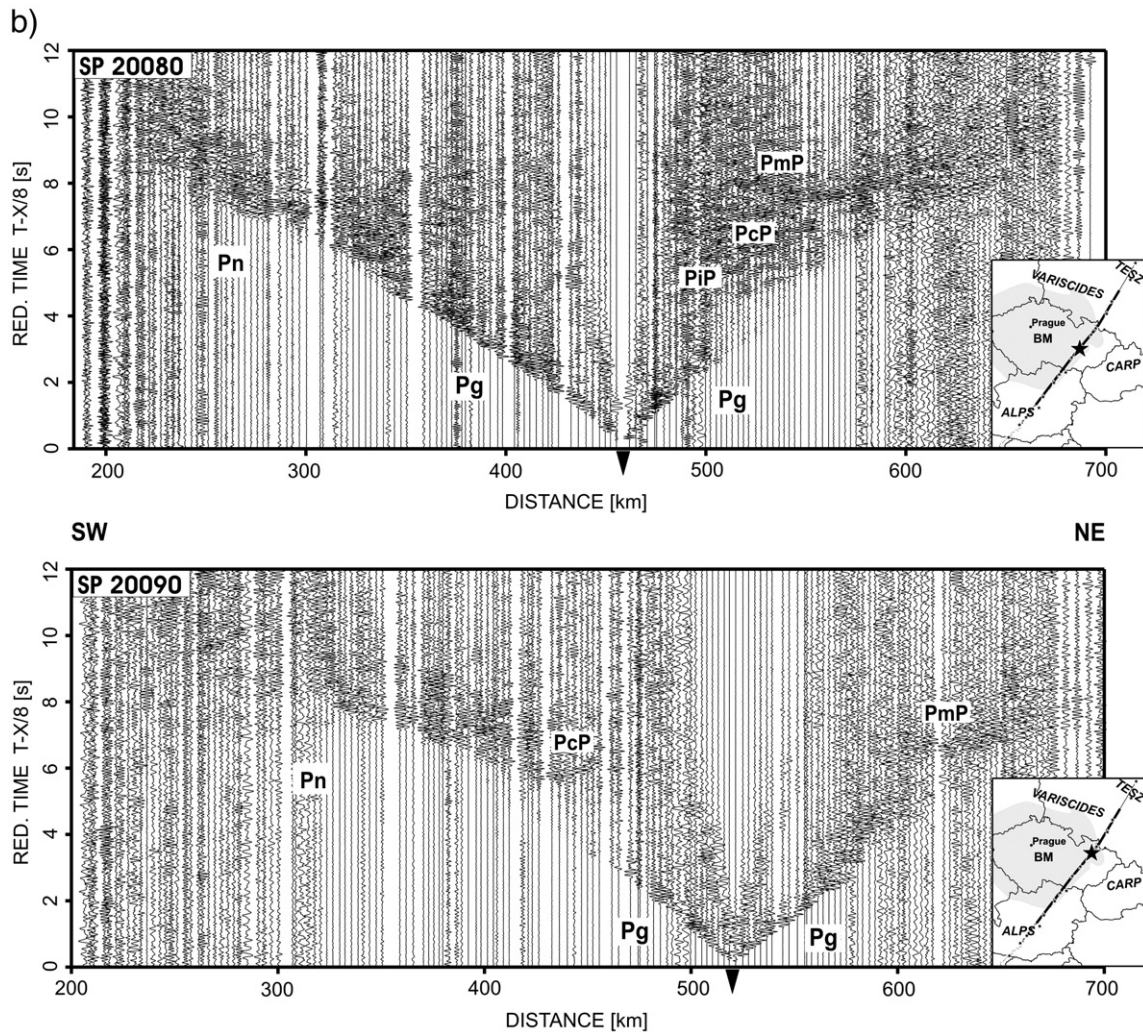 b)
12
10
8
6
4
2
0
RED. TIME T-X/8 [s]
SP 20080
Pn
Pg
PmP
PcP
PiP
Pg
VARISCIDES
TES2
Prague
BM
CARP
ALPS
200 300 400 500 600 700
DISTANCE [km]
SW NE
12
10
8
6
4
2
0
RED. TIME T-X/8 [s]
SP 20090
Pn
PcP
Pg
Pg
PmP
VARISCIDES
TES2
Prague
BM
CARP
ALPS
200 300 400 500 600 700
DISTANCE [km]